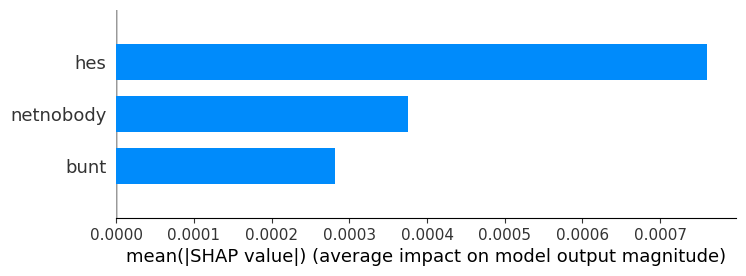 hes
netnobody
bunt
0.0000 0.0001 0.0002 0.0003 0.0004 0.0005 0.0006 0.0007
mean(|SHAP value|) (average impact on model output magnitude)